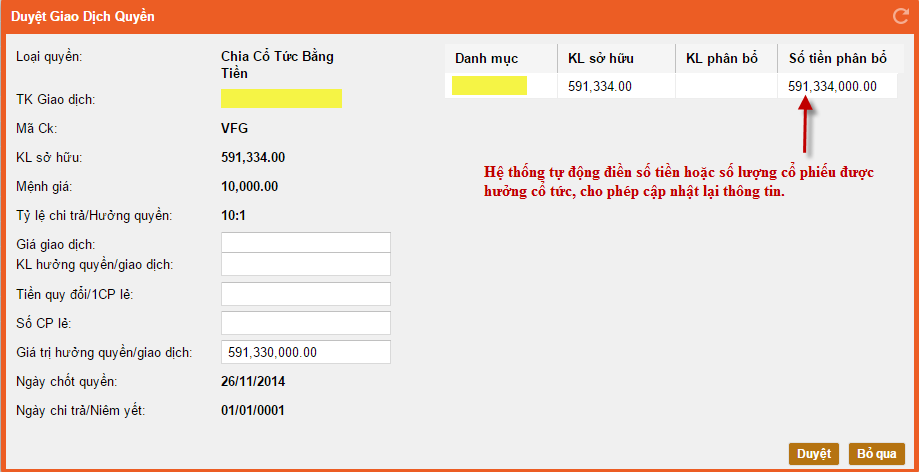 Duyệt Giao Dịch Quyền
Loại quyền: Chia Cổ Tức Bằng
Tiền
TK Giao dịch:
Mã Ck: VFG
KL sở hữu: 591,334.00
Mệnh giá: 10,000.00
Tỷ lệ chi trả/Hưởng quyền: 10:1
Giá giao dịch:
KL hưởng quyền/giao dịch:
Tiền quy đổi/1CP lẻ:
Số CP lẻ:
Giá trị hưởng quyền/giao dịch: 591,330,000.00
Ngày chốt quyền: 26/11/2014
Ngày chi trả/Niêm yết: 01/01/0001
Danh mục KL sở hữu KL phân bổ Số tiền phân bổ
591,334.00 591,334,000.00
Hệ thống tự động điền số tiền hoặc số lượng cổ phiếu được
hưởng cổ tức, cho phép cập nhật lại thông tin.
Duyệt Bỏ qua